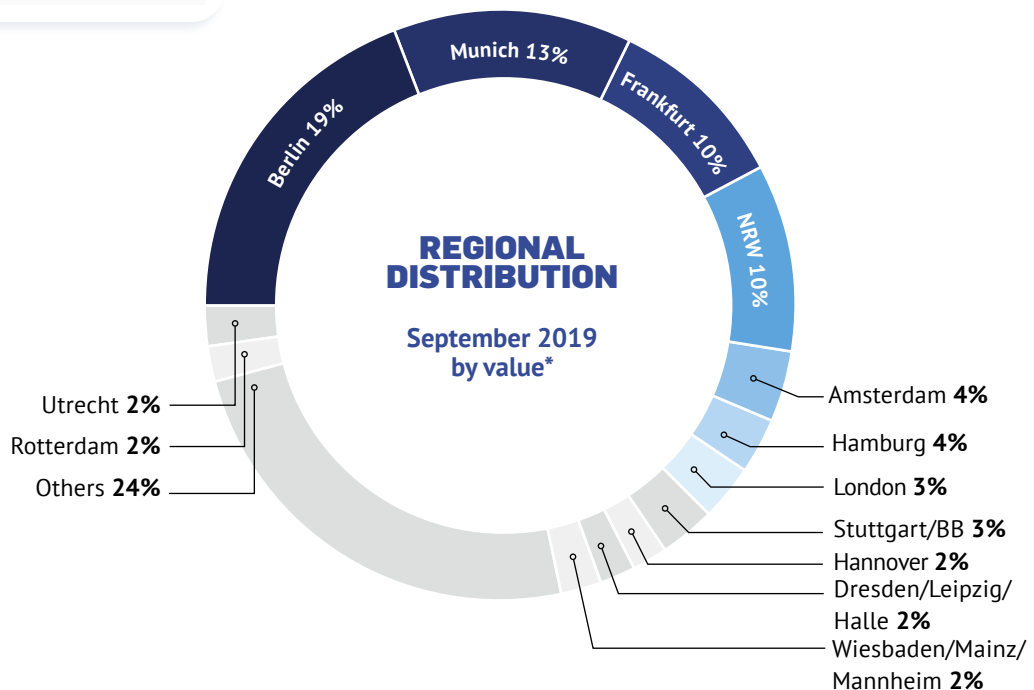 Munich 13%
Frankfurt 10%
Berlin 19%
NRW 10%
REGIONAL
DISTRIBUTION
September 2019
by value*
Amsterdam 4%
Hamburg 4%
London 3%
Stuttgart/BB 3%
Hannover 2%
Dresden/Leipzig/
Halle 2%
Wiesbaden/Mainz/
Mannheim 2%
Utrecht 2%
Rotterdam 2%
Others 24%